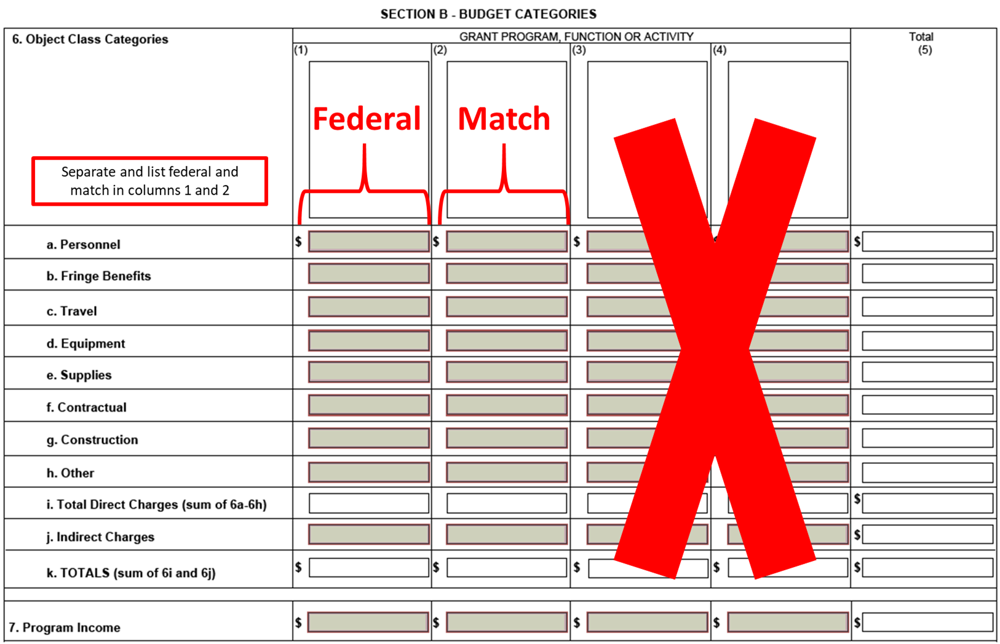 SECTION B - BUDGET CATEGORIES
6. Object Class Categories
GRANT PROGRAM, FUNCTION OR ACTIVITY
Total
(1)
(2)
(3)
(4)
(5)
Federal
Match
Separate and list federal and
match in columns 1 and 2
a. Personnel $ $ $ $
b. Fringe Benefits
c. Travel
d. Equipment
e. Supplies
f. Contractual
g. Construction
h. Other
i. Total Direct Charges (sum of 6a-6h) $
j. Indirect Charges $
k. TOTALS (sum of 6i and 6j) $ $ $ $ $
7. Program Income $ $ $ $ $